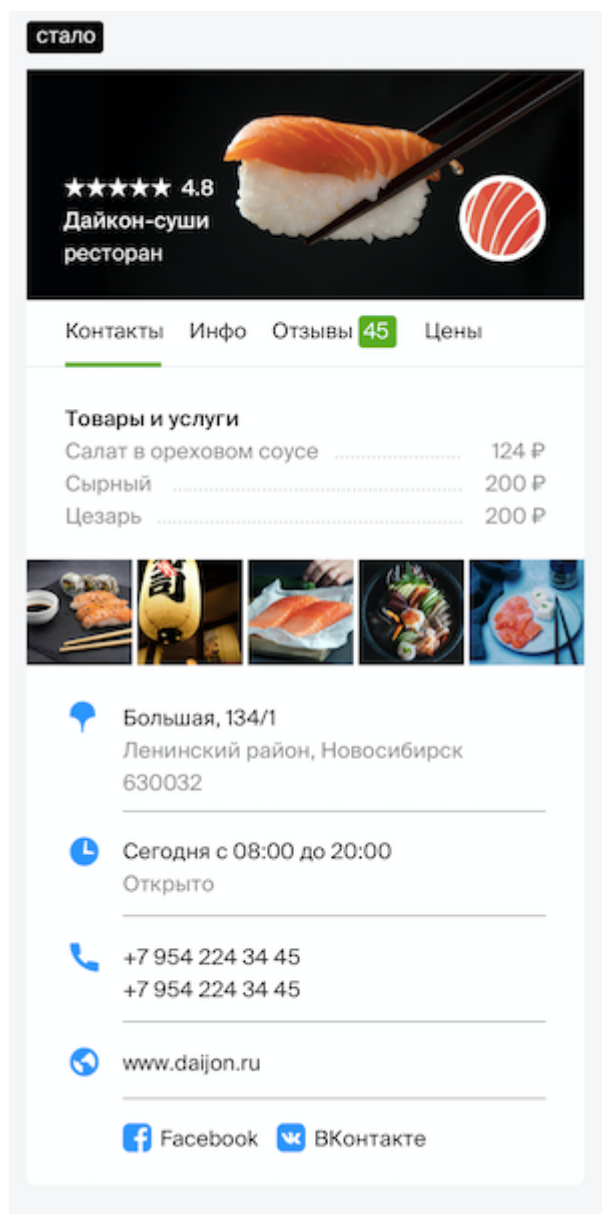 стало
★★★★★ 4.8
Дайкон-суши
ресторан
Контакты Инфо Отзывы 45 Цены
Товары и услуги
Салат в ореховом соусе 124 ₽
Сырный 200 ₽
Цезарь 200 ₽
司
Большая, 134/1
Ленинский район, Новосибирск
630032
Сегодня с 08:00 до 20:00
Открыто
+7 954 224 34 45
+7 954 224 34 45
www.daijon.ru
Facebook ВКонтакте